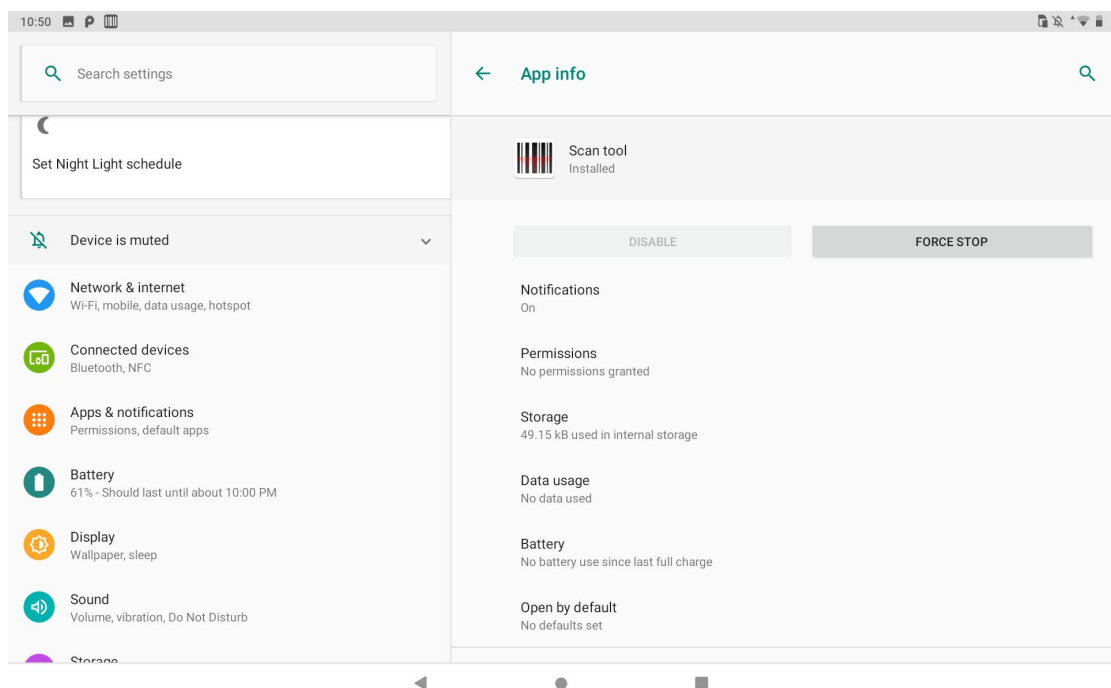 10:50
Search settings
Set Night Light schedule
Device is muted
Network & internet
Wi-Fi, mobile, data usage, hotspot
Connected devices
Bluetooth, NFC
Apps & notifications
Permissions, default apps
Battery
61% - Should last until about 10:00 PM
Display
Wallpaper, sleep
Sound
Volume, vibration, Do Not Disturb
Storage
App info
Scan tool
Installed
DISABLE
FORCE STOP
Notifications
On
Permissions
No permissions granted
Storage
49.15 kB used in internal storage
Data usage
No data used
Battery
No battery use since last full charge
Open by default
No defaults set